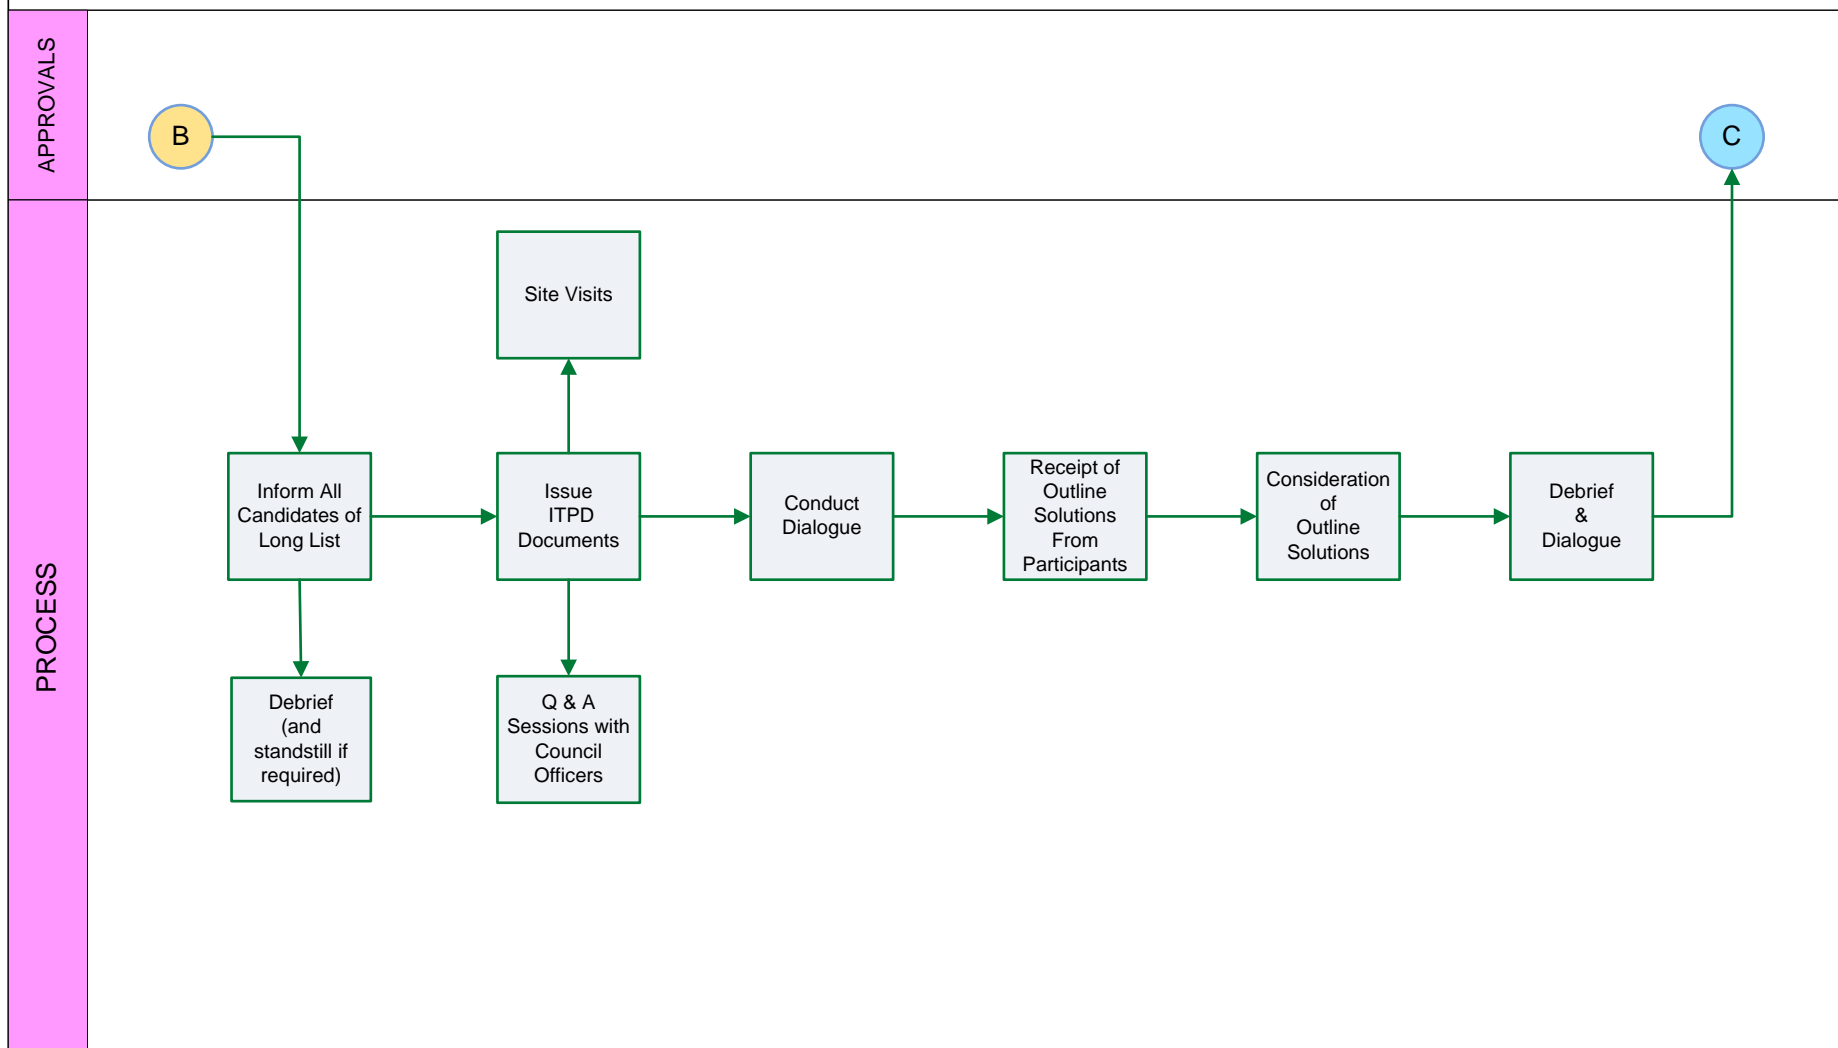 APPROVALS
B
C
PROCESS
Site Visits
Inform All
Candidates of
Long List
Issue
ITPD
Documents
Conduct
Dialogue
Receipt of
Outline
Solutions
From
Participants
Consideration
of
Outline
Solutions
Debrief
&
Dialogue
Debrief
(and
standstill if
required)
Q & A
Sessions with
Council
Officers